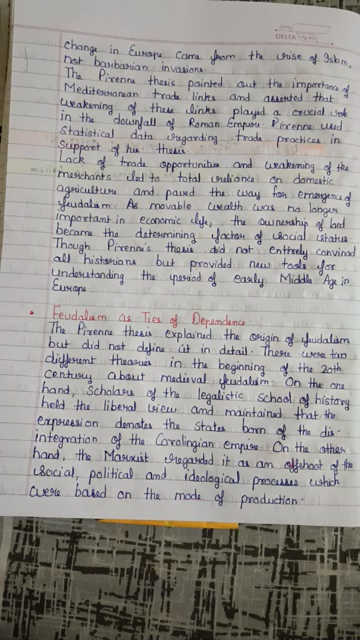 DELTA
change in Europe came from the rise of Islam,
not barbarian invasions.
The Pirenne thesis pointed out the importance of
Mediterranean trade links and asserted that
weakening of these links played a crucial role
in the downfall of Roman Empire. Pirenne used
Statistical data regarding trade practices in
Support of his thesis.
Lack of trade opportunities and weakening of the
merchants led to total reliance on domestic
agriculture and paved the way for emergence of
feudalism. As movable wealth was no longer
important in economic life, the ownership of land
became the determining factor of social status.
Though Pirenne's thesis did not entirely convined
all historians but provided new tools for
understanding the period of early Middle Age in
Europe
• Feudalism as Ties of Dependence
The Pirenne thesis explained the origin of feudalism
but did not define it in detail. There were two
different theories in the beginning of the 20th
Century about medieval feudalism. On the one
hand, Scholars of the legalistic School of history
held the liberal view and maintained that the
expression denotes the States born of the dis-
integration of the Carolingian empire. On the other
hand, the Marxist regarded it as an offshoot of the
social, political and ideological processes which
were based on the mode of production.